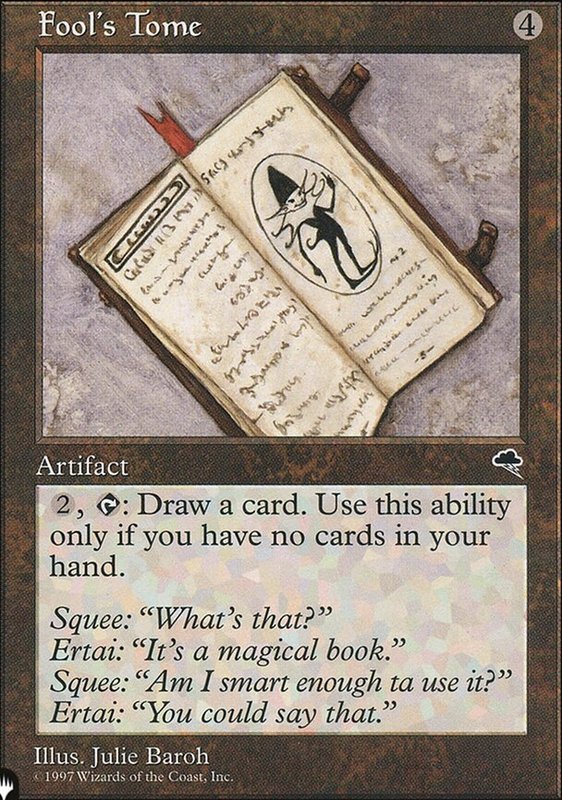 Fool's Tome
4
Artifact
2, : Draw a card. Use this ability
only if you have no cards in your
hand.
Squee: “What's that?”
Ertai: “It's a magical book.”
Squee: “Am I smart enough ta use it?”
Ertai: “You could say that.”
Illus. Julie Baroh
©1997 Wizards of the Coast, Inc.